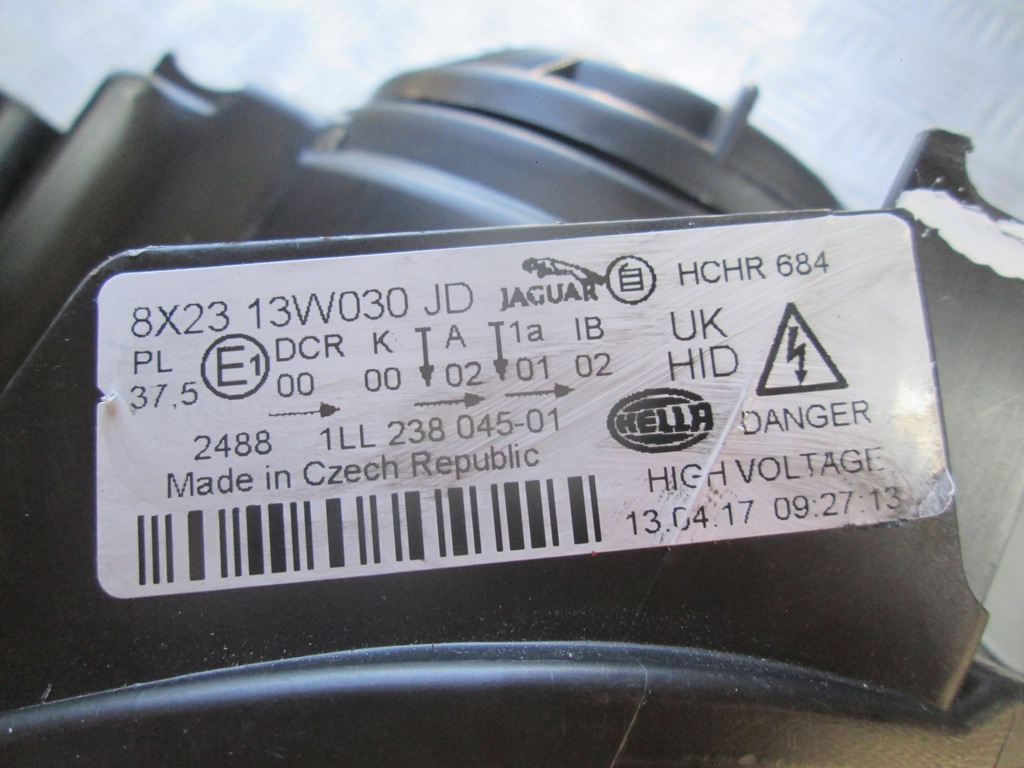 8X23 13W030 JD JAGUAR 自 HCHR 684
PL E1 DCR K A 1a IB UK
37,5 00 00 02 01 02 HID
2488 1LL 238 045-01 HELLA DANGER
Made in Czech Republic HIGH VOLTAGE
13.04.17 09:27:13